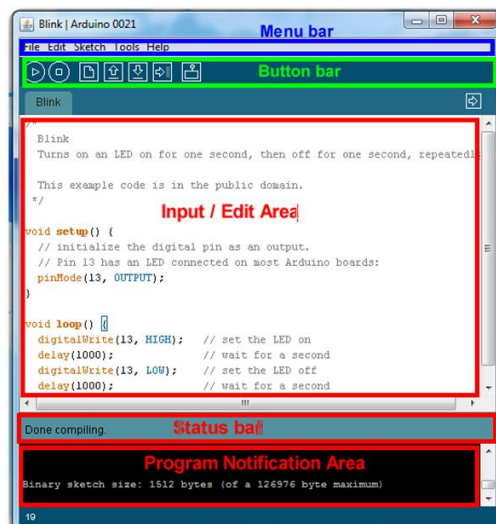 Blink | Arduino 0021
Menu bar
File Edit Sketch Tools Help
Button bar
Blink
/*
Blink
Turns on an LED on for one second, then off for one second, repeatedl
This example code is in the public domain.
*/
Input / Edit Area
void setup() {
// initialize the digital pin as an output.
// Pin 13 has an LED connected on most Arduino boards:
pinMode(13, OUTPUT);
}
void loop() {
digitalWrite(13, HIGH); // set the LED on
delay(1000); // wait for a second
digitalWrite(13, LOW); // set the LED off
delay(1000); // wait for a second
Done compiling.
Status bar
Program Notification Area
Binary sketch size: 1512 bytes (of a 126976 byte maximum)
19